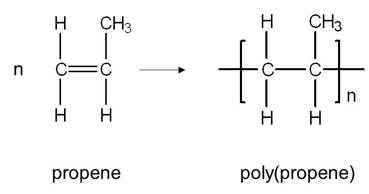 H CH₃ H CH₃
n C C C C n
H H H H
propene poly(propene)